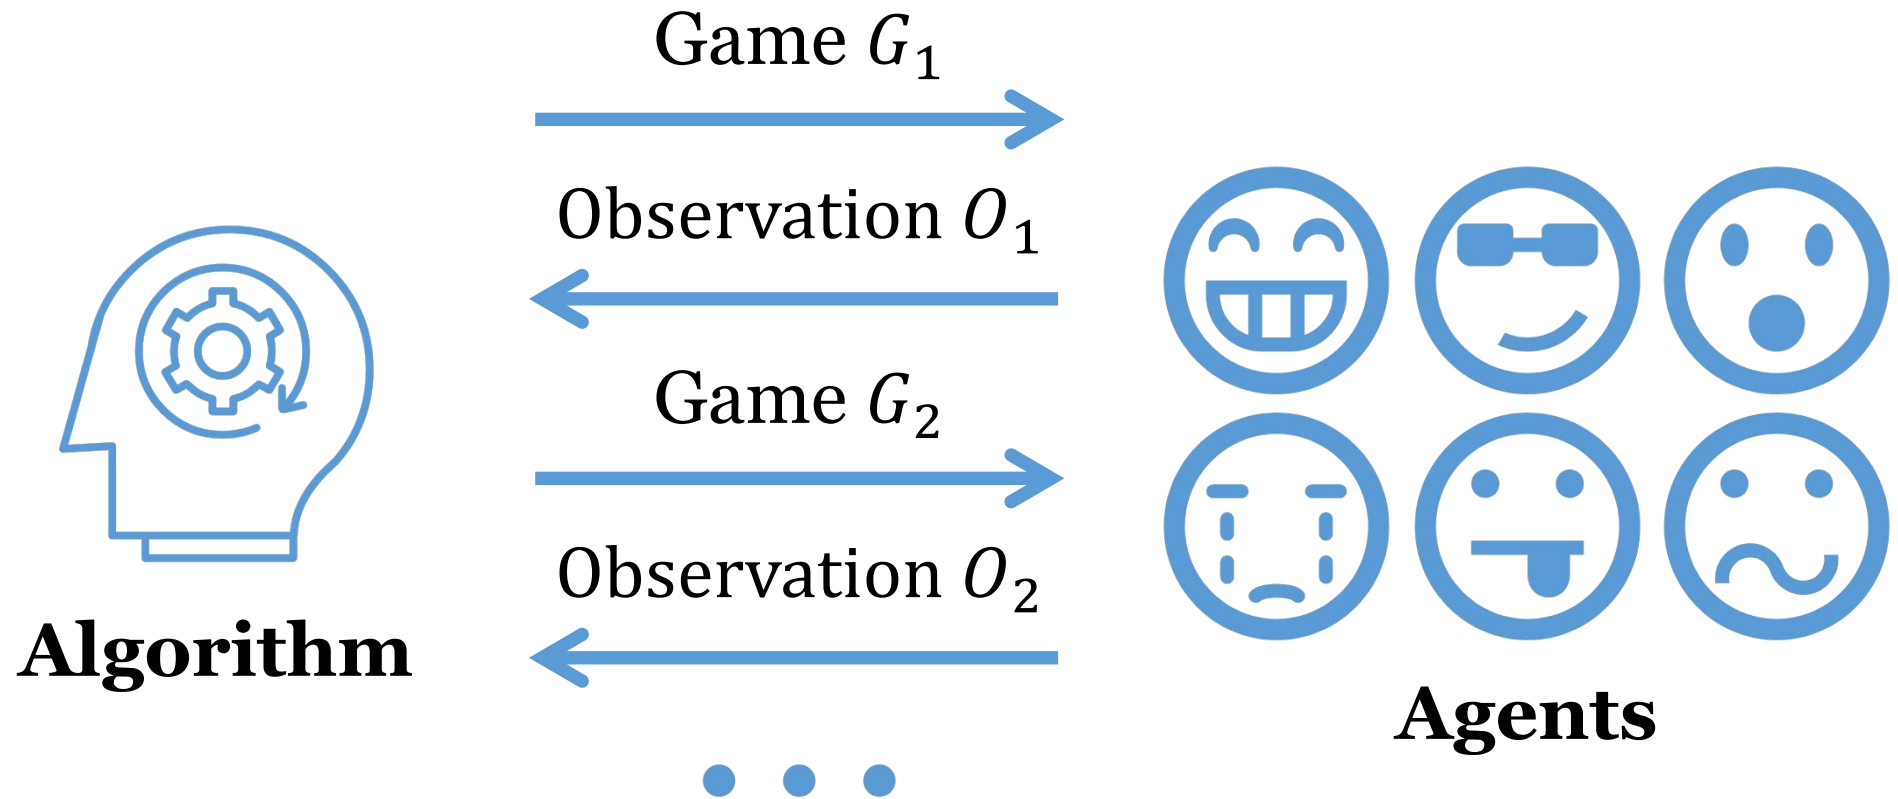 Game G₁
Observation O₁
Game G₂
Observation O₂
Algorithm
Agents